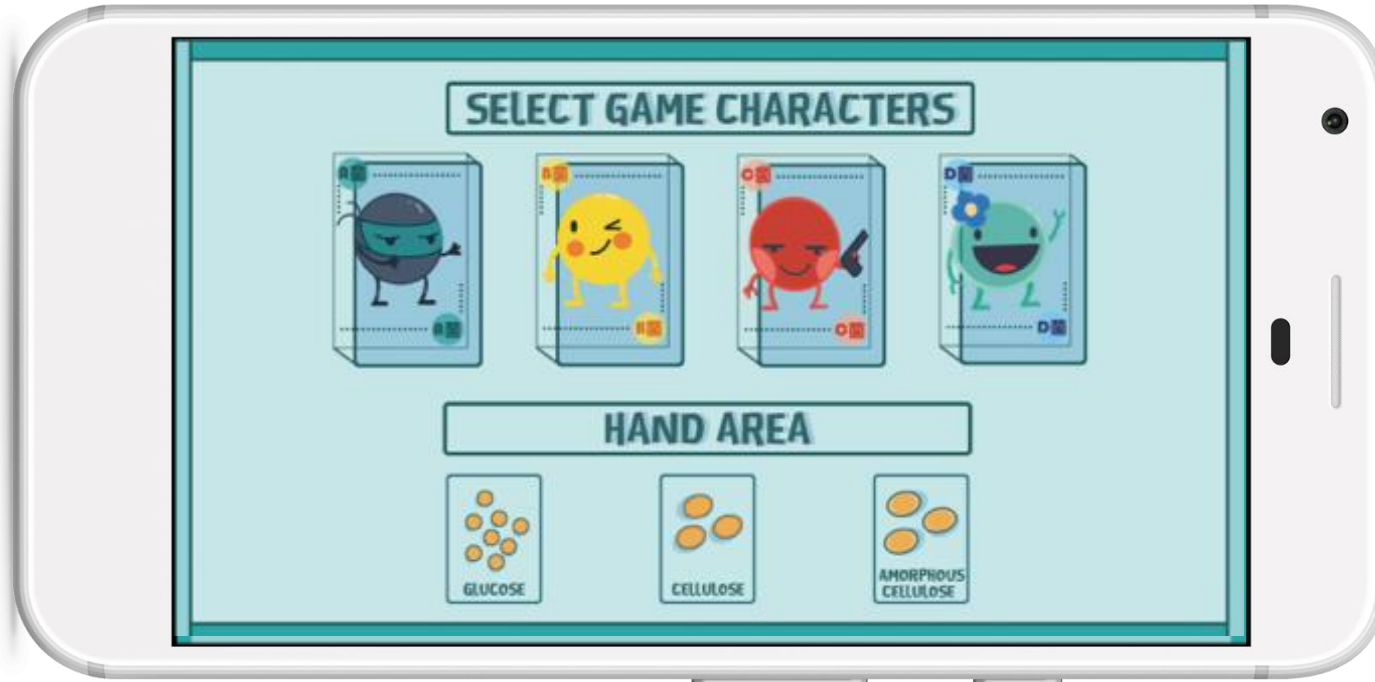 SELECT GAME CHARACTERS
A
B
C
D
A
B
C
D
HAND AREA
GLUCOSE
CELLULOSE
AMORPHOUS
CELLULOSE